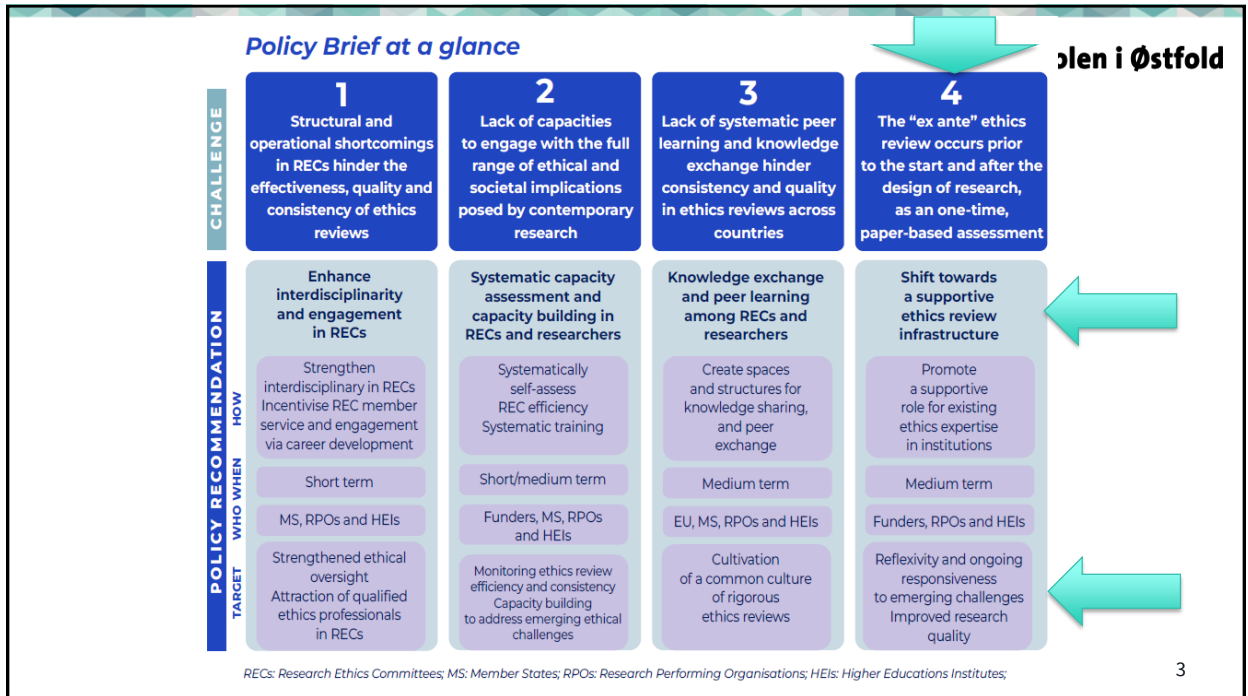 Policy Brief at a glance
olen i Østfold
CHALLENGE
1
Structural and
operational shortcomings
in RECs hinder the
effectiveness, quality and
consistency of ethics
reviews
2
Lack of capacities
to engage with the full
range of ethical and
societal implications
posed by contemporary
research
3
Lack of systematic peer
learning and knowledge
exchange hinder
consistency and quality
in ethics reviews across
countries
4
The “ex ante” ethics
review occurs prior
to the start and after the
design of research,
as an one-time,
paper-based assessment
POLICY RECOMMENDATION
Enhance
interdisciplinarity
and engagement
in RECs
Systematic capacity
assessment and
capacity building in
RECs and researchers
Knowledge exchange
and peer learning
among RECs and
researchers
Shift towards
a supportive
ethics review
infrastructure
HOW
Strengthen
interdisciplinary in RECs
Incentivise REC member
service and engagement
via career development
Systematically
self-assess
REC efficiency
Systematic training
Create spaces
and structures for
knowledge sharing,
and peer
exchange
Promote
a supportive
role for existing
ethics expertise
in institutions
WHEN
Short term
Short/medium term
Medium term
Medium term
WHO
MS, RPOs and HEIs
Funders, MS, RPOs
and HEIs
EU, MS, RPOs and HEIs
Funders, RPOs and HEIs
TARGET
Strengthened ethical
oversight
Attraction of qualified
ethics professionals
in RECs
Monitoring ethics review
efficiency and consistency
Capacity building
to address emerging ethical
challenges
Cultivation
of a common culture
of rigorous
ethics reviews
Reflexivity and ongoing
responsiveness
to emerging challenges
Improved research
quality
RECs: Research Ethics Committees; MS: Member States; RPOs: Research Performing Organisations; HEIs: Higher Educations Institutes;
3